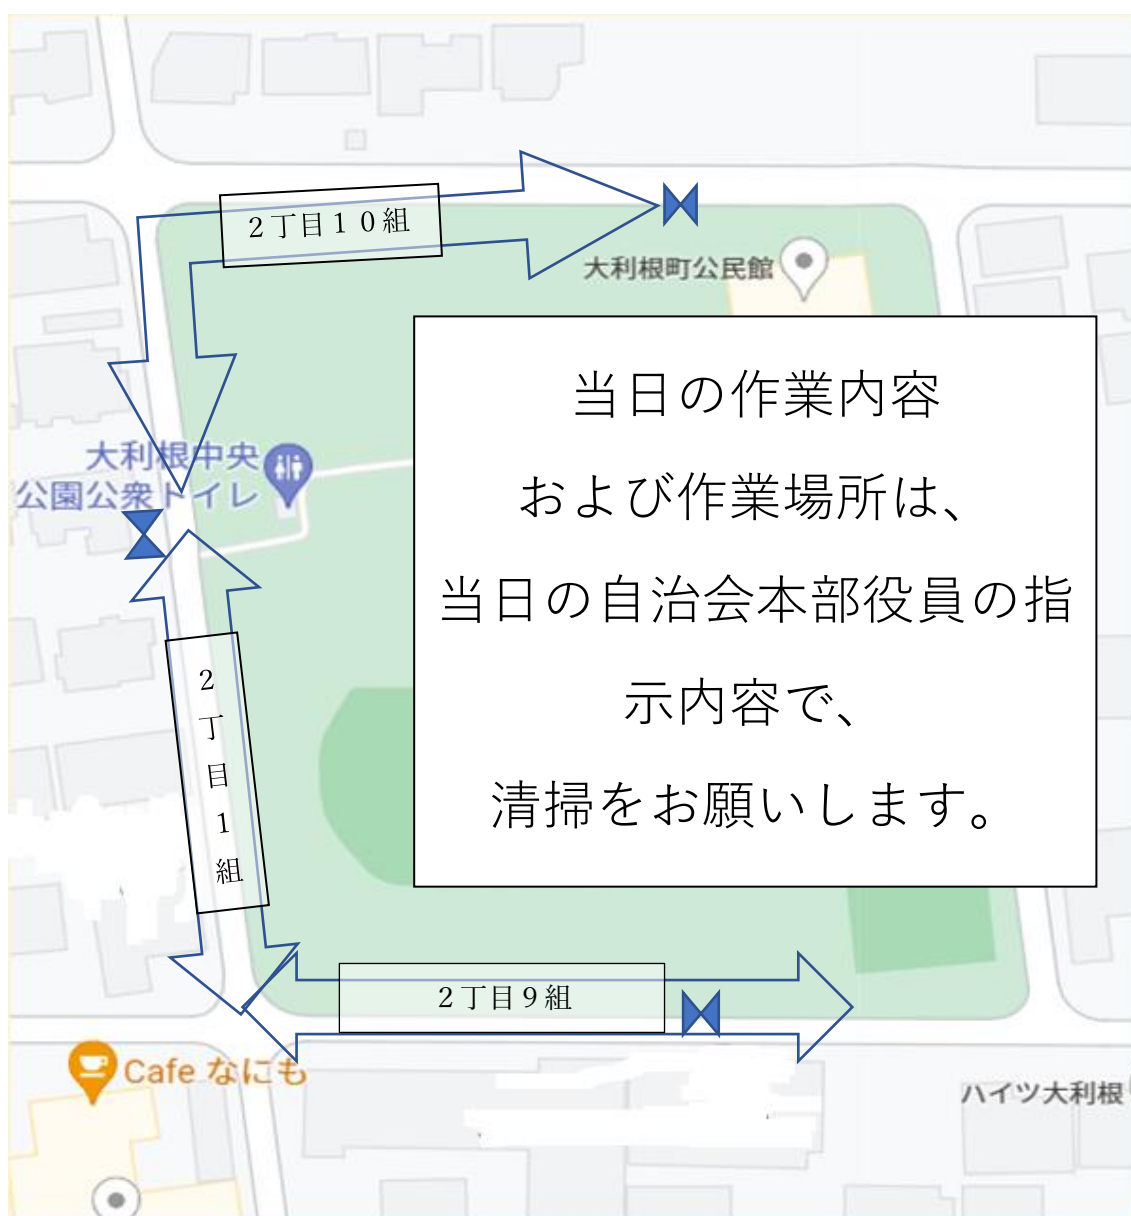 ２丁目１０組
大利根町公民館
当日の作業内容
および作業場所は、
当日の自治会本部役員の指
示内容で、
清掃をお願いします。
大利根中央
公園公衆トイレ
２丁目１組
２丁目９組
Cafe なにも
ハイツ大利根